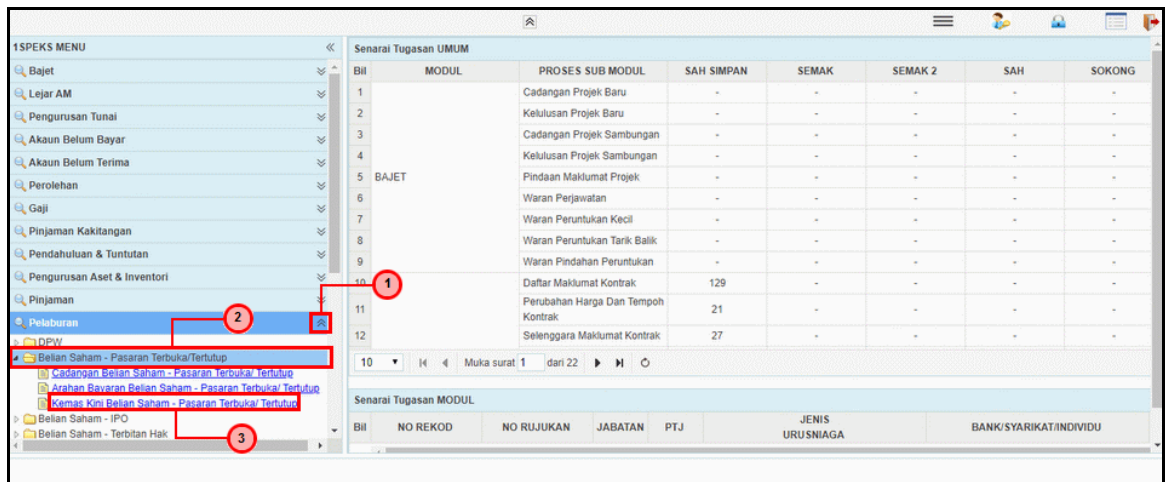 1SPEKS MENU
Bajet
Lejar AM
Pengurusan Tunai
Akaun Belum Bayar
Akaun Belum Terima
Perolehan
Gaji
Pinjaman Kakitangan
Pendahuluan & Tuntutan
Pengurusan Aset & Inventori
Pinjaman
Pelaburan
DPW
Belian Saham - Pasaran Terbuka/Tertutup
Cadangan Belian Saham - Pasaran Terbuka/ Tertutup
Arahan Bayaran Belian Saham - Pasaran Terbuka/ Tertutup
Kemas Kini Belian Saham - Pasaran Terbuka/ Tertutup
Belian Saham - IPO
Belian Saham - Terbitan Hak
1
2
3
Senarai Tugasan UMUM
Bil MODUL PROSES SUB MODUL SAH SIMPAN SEMAK SEMAK 2 SAH SOKONG
1 Cadangan Projek Baru - - - - -
2 Kelulusan Projek Baru - - - - -
3 Cadangan Projek Sambungan - - - - -
4 Kelulusan Projek Sambungan - - - - -
5 BAJET Pindaan Maklumat Projek - - - - -
6 Waran Perjawatan - - - - -
7 Waran Peruntukan Kecil - - - - -
8 Waran Peruntukan Tarik Balik - - - - -
9 Waran Pindahan Peruntukan - - - - -
10 Daftar Maklumat Kontrak 129 - - - -
11 Perubahan Harga Dan Tempoh
Kontrak 21 - - - -
12 Selenggara Maklumat Kontrak 27 - - - -
10 Muka surat 1 dari 22
Senarai Tugasan MODUL
Bil NO REKOD NO RUJUKAN JABATAN PTJ JENIS
URUSNIAGA BANK/SYARIKAT/INDIVIDU